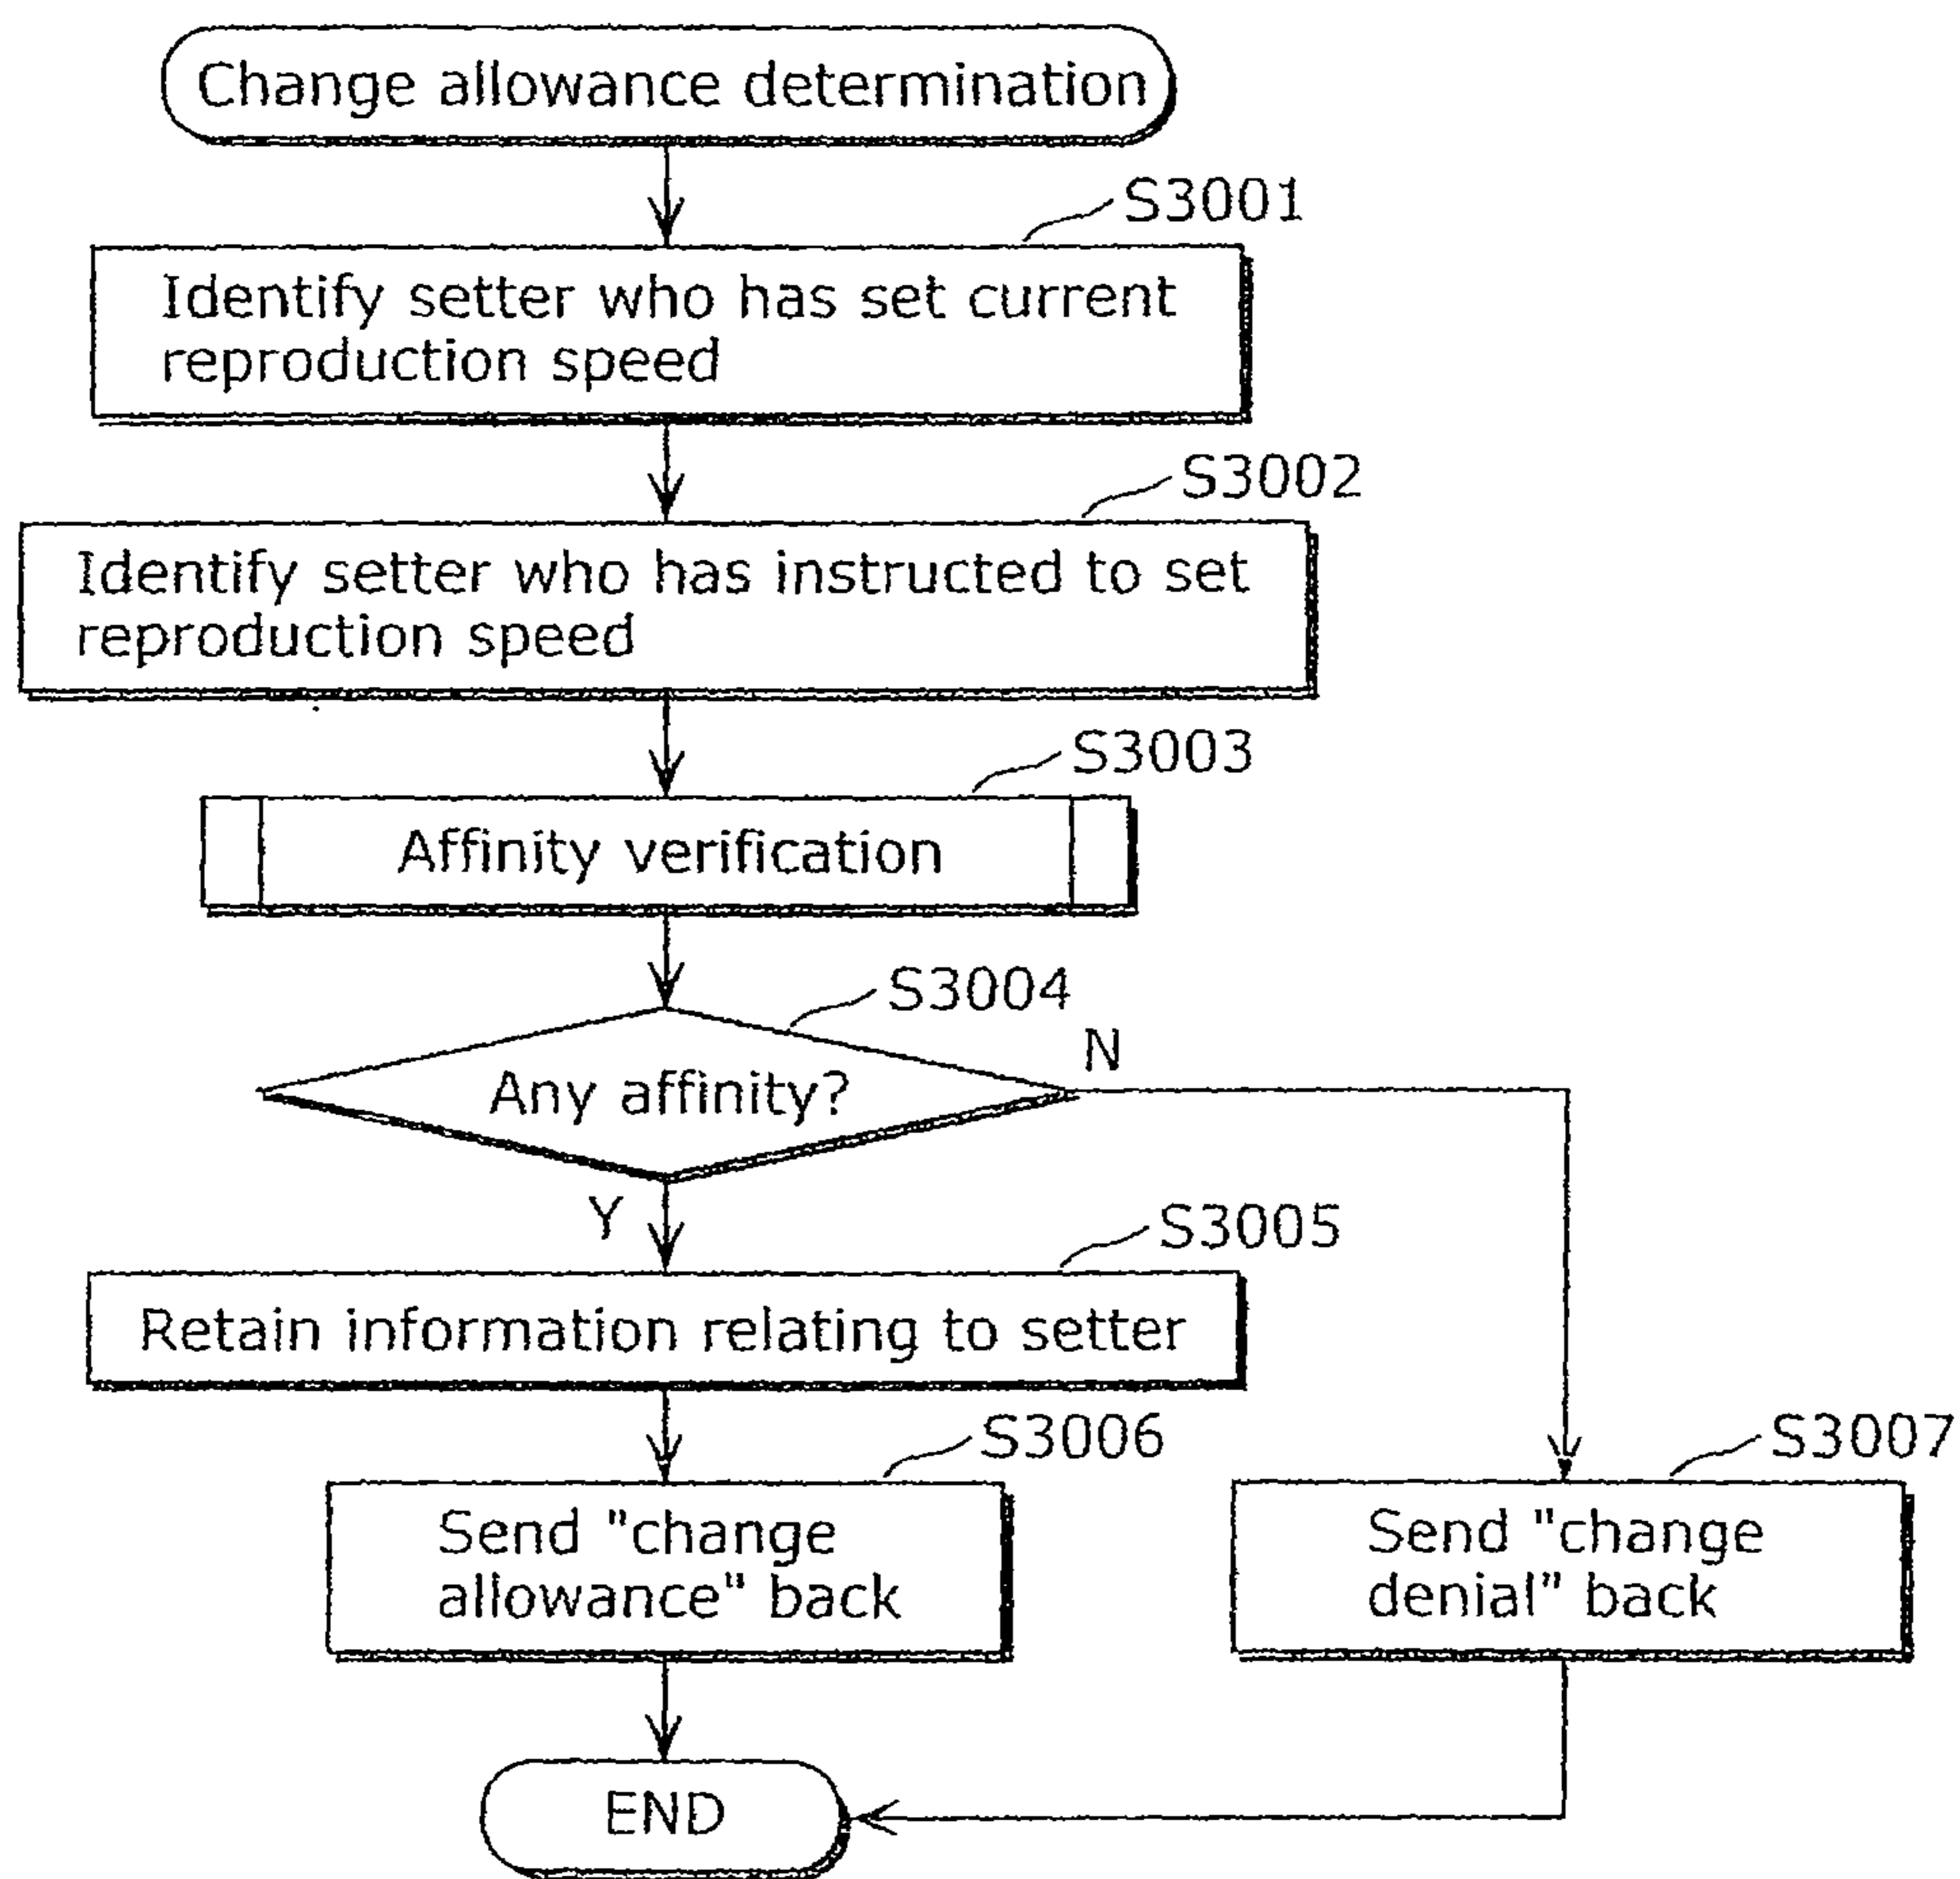 Change allowance determination
S3001
Identify setter who has set current
reproduction speed
S3002
Identify setter who has instructed to set
reproduction speed
S3003
Affinity verification
S3004
Any affinity?
N
Y
S3005
Retain information relating to setter
S3006
Send "change
allowance" back
S3007
Send "change
denial" back
END